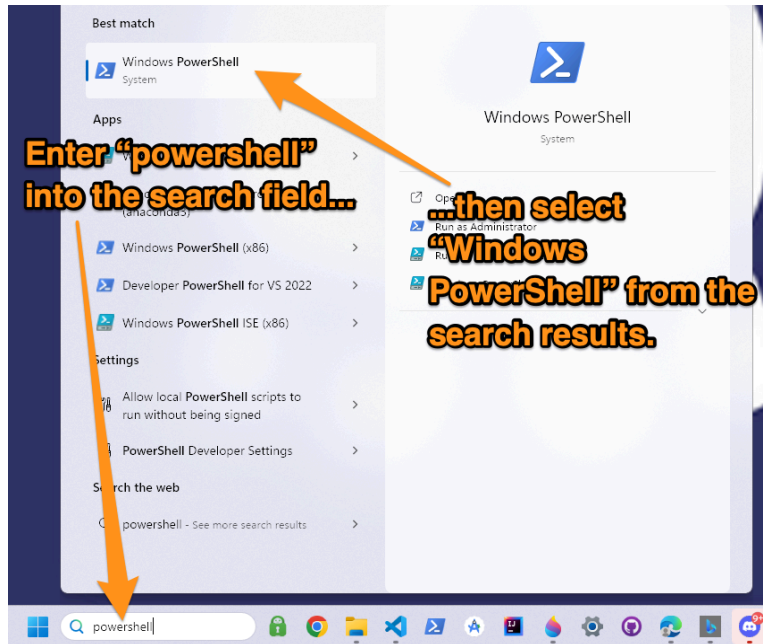 Best match
Windows PowerShell
System
Windows PowerShell
System
Apps
Enter “powershell”
into the search field...
(anaconda3)
...then select
“Windows
PowerShell” from the
search results.
Run as Administrator
Windows PowerShell (x86)
Developer PowerShell for VS 2022
Windows PowerShell ISE (x86)
Settings
Allow local PowerShell scripts to
run without being signed
PowerShell Developer Settings
Search the web
powershell - See more search results
powershell
9+